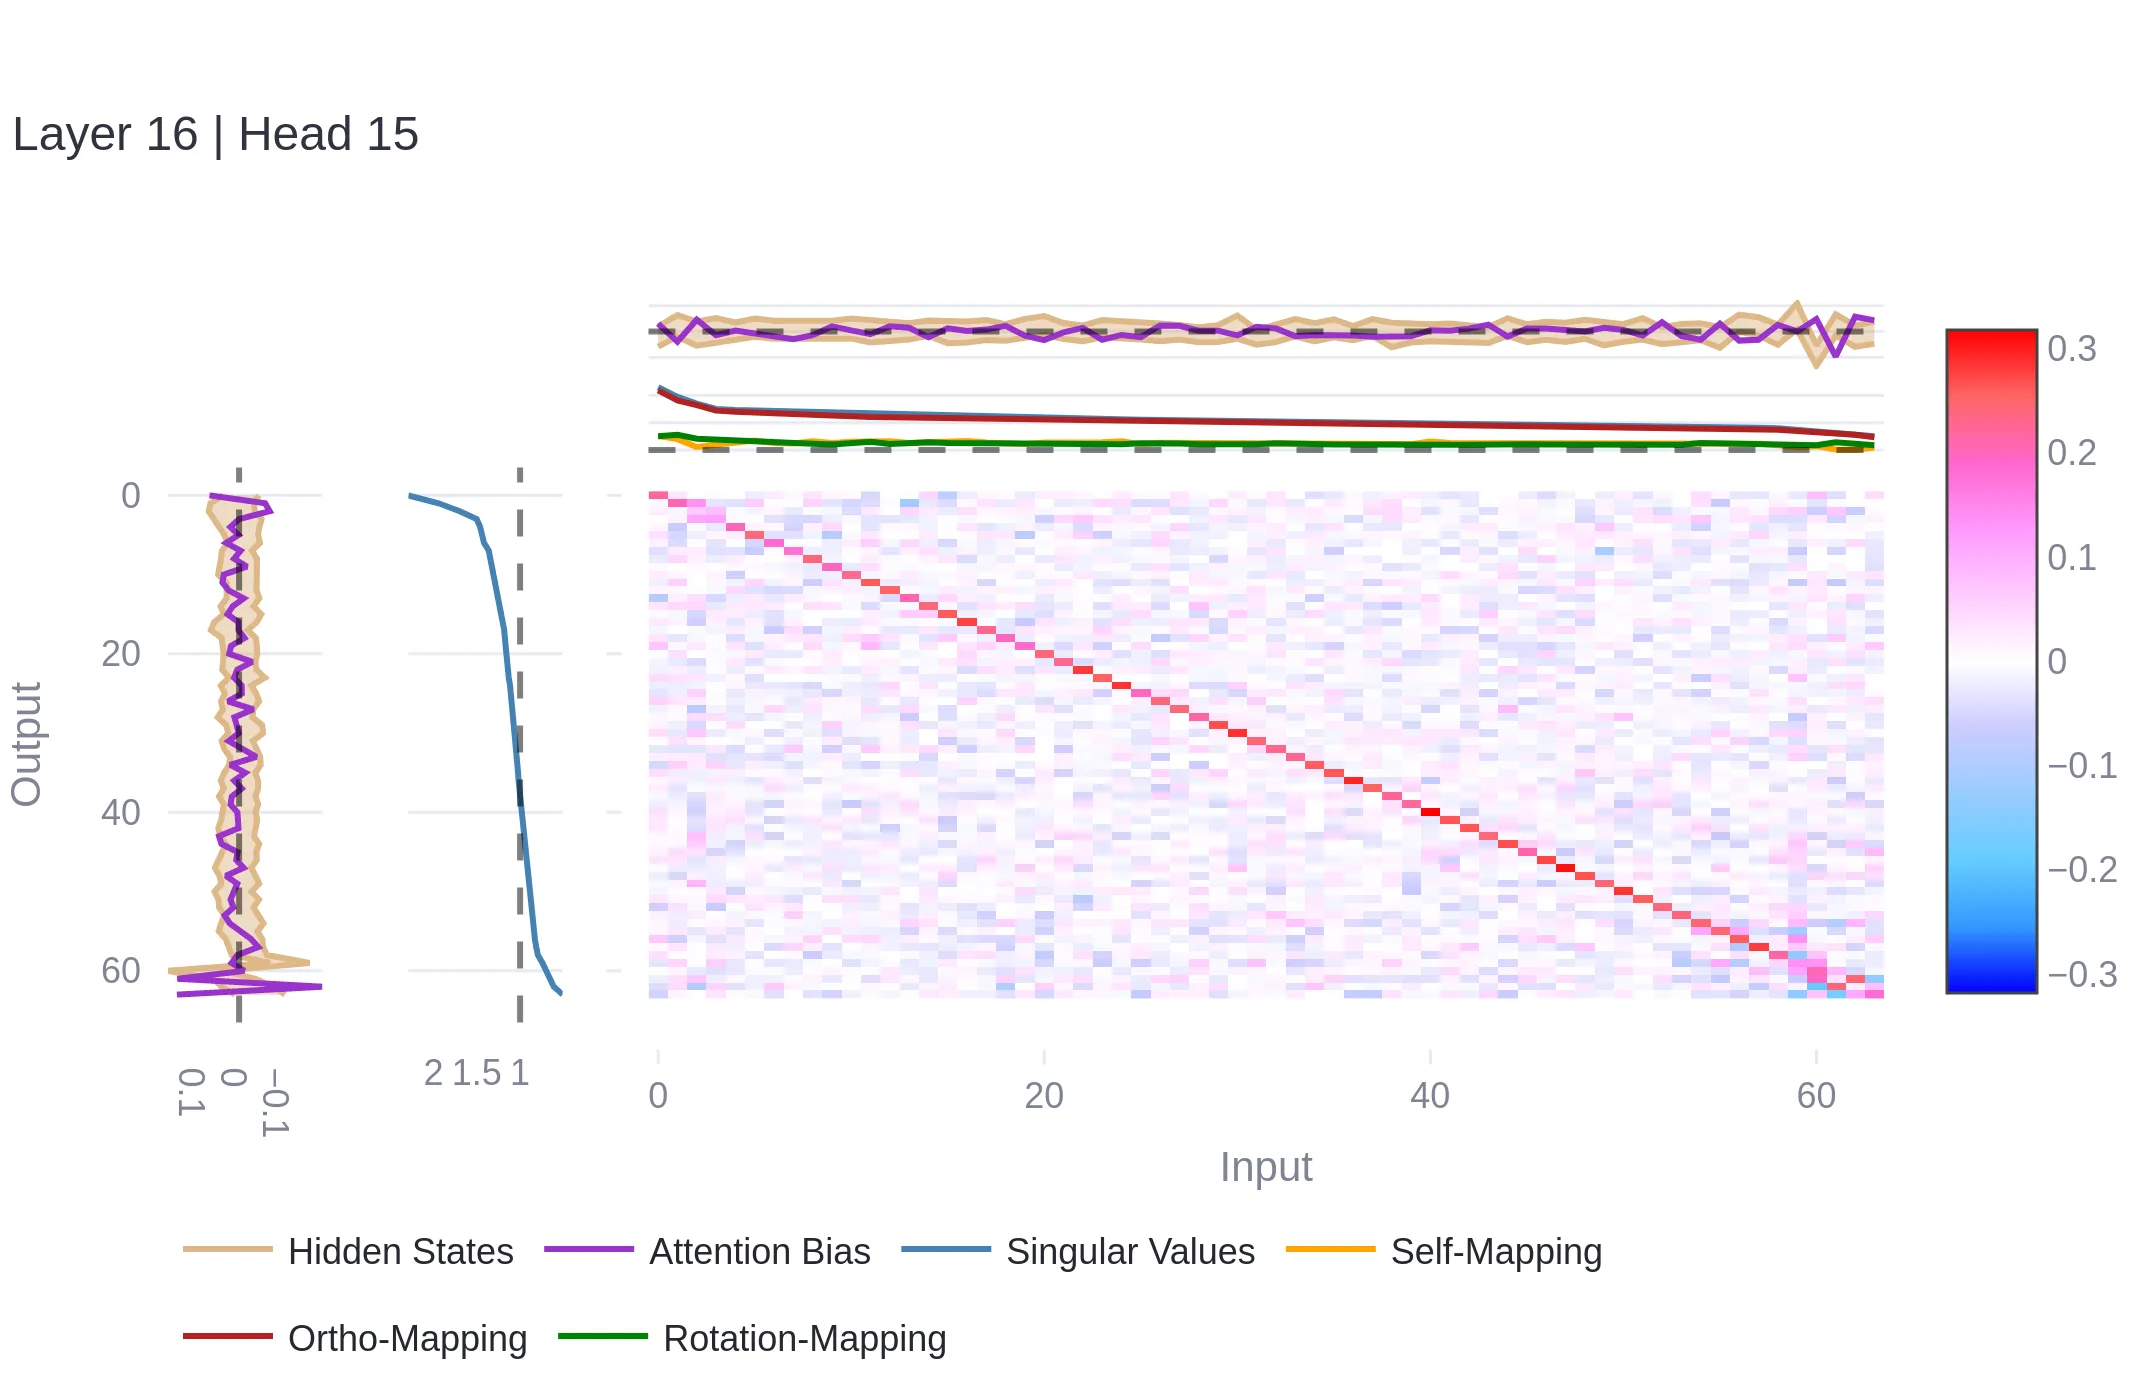 Layer 16 | Head 15
0.3
0.2
0.1
0
−0.1
−0.2
−0.3
Output
0
20
40
60
0.1
0
−0.1
2 1.5 1
0 20 40 60
Input
Hidden States Attention Bias Singular Values Self-Mapping
Ortho-Mapping Rotation-Mapping